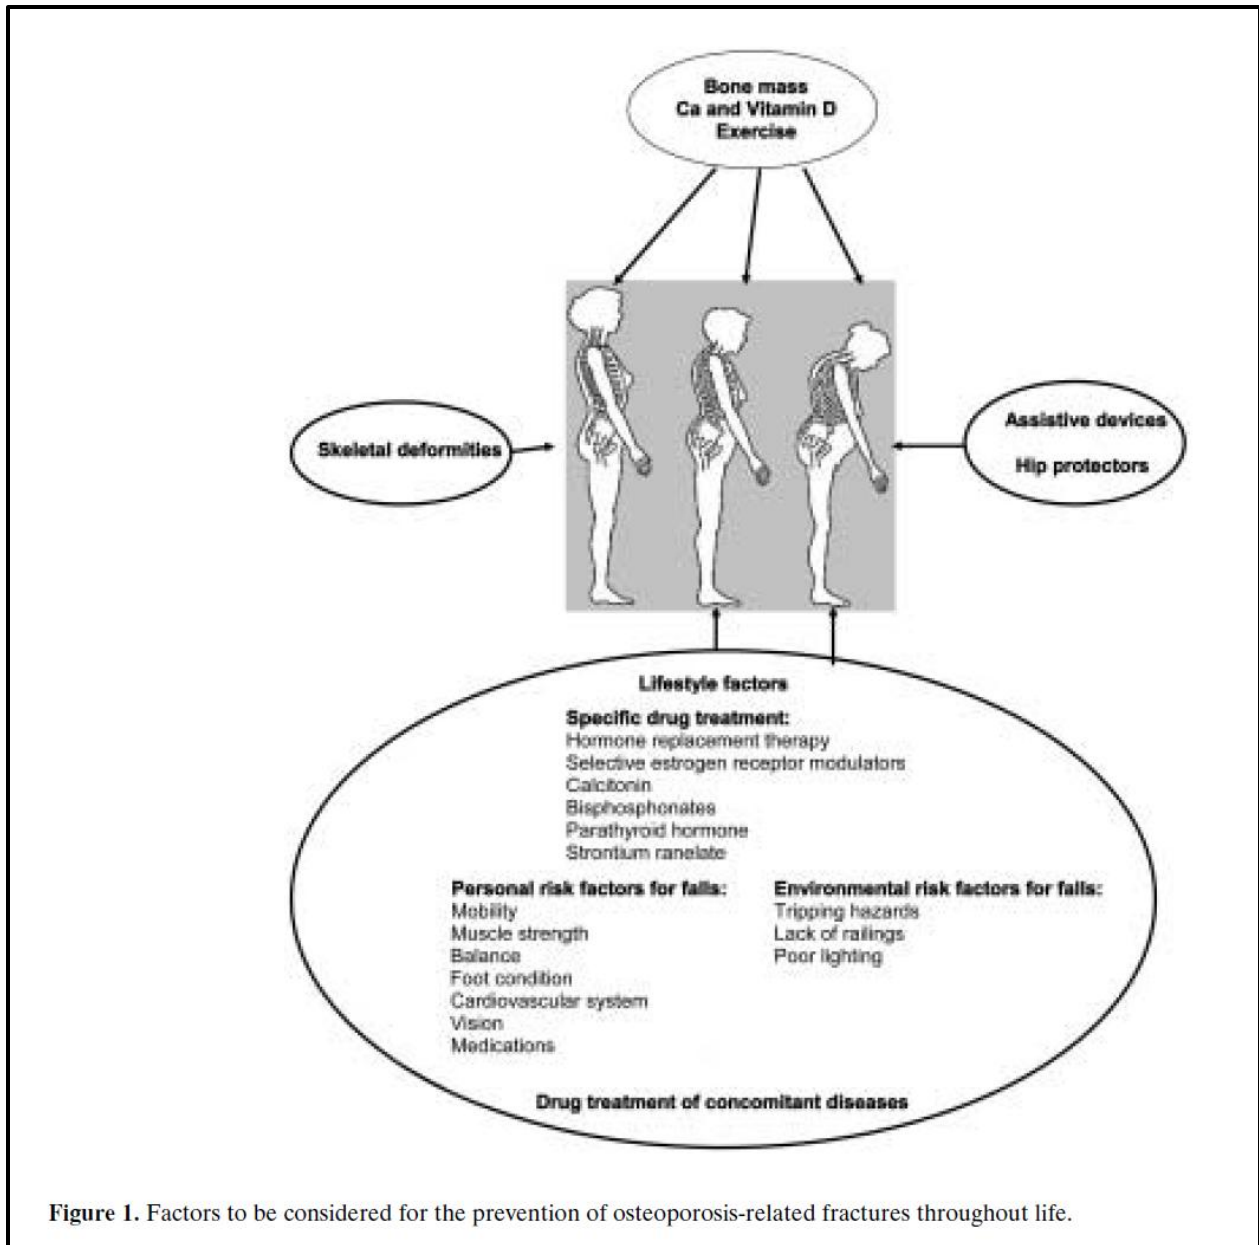 Bone mass
Ca and Vitamin D
Exercise
Skeletal deformities
Assistive devices
Hip protectors
Lifestyle factors
Specific drug treatment:
Hormone replacement therapy
Selective estrogen receptor modulators
Calcitonin
Bisphosphonates
Parathyroid hormone
Strontium ranelate
Personal risk factors for falls:
Mobility
Muscle strength
Balance
Foot condition
Cardiovascular system
Vision
Medications
Environmental risk factors for falls:
Tripping hazards
Lack of railings
Poor lighting
Drug treatment of concomitant diseases
Figure 1. Factors to be considered for the prevention of osteoporosis-related fractures throughout life.